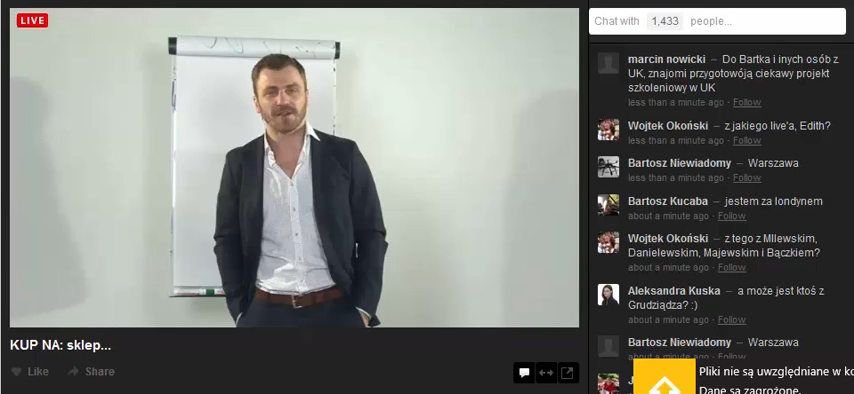 LIVE
KUP NA: sklep...
Like
Share
Chat with 1,433 people...
marcin nowicki – Do Bartka i inych osób z
UK, znajomi przygotowóją ciekawy projekt
szkoleniowy w UK
less than a minute ago · Follow
Wojtek Okoński – z jakiego live'a, Edith?
less than a minute ago · Follow
Bartosz Niewiadomy – Warszawa
less than a minute ago · Follow
Bartosz Kucaba – jestem za londynem
about a minute ago · Follow
Wojtek Okoński – z tego z MIlewskim,
Danielewskim, Majewskim i Bączkiem?
about a minute ago · Follow
Aleksandra Kuska – a może jest ktoś z
Grudziądza? :)
about a minute ago · Follow
Bartosz Niewiadomy – Warszawa
about a minute ago · Follow
J
Pliki nie są uwzględniane w ko
Dane są zagrożone.